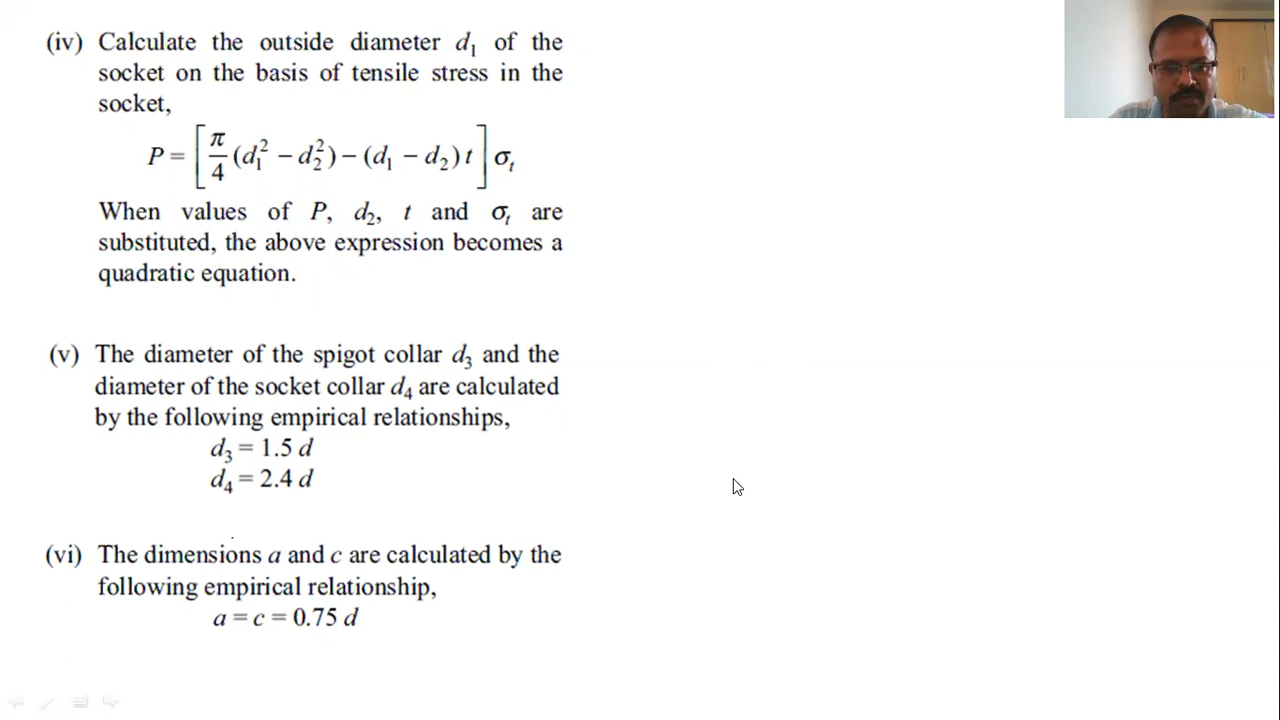 (iv) Calculate the outside diameter d₁ of the
socket on the basis of tensile stress in the
socket,
P = [ π/4 (d₁² − d₂²) − (d₁ − d₂) t ] σₜ
When values of P, d₂, t and σₜ are
substituted, the above expression becomes a
quadratic equation.
(v) The diameter of the spigot collar d₃ and the
diameter of the socket collar d₄ are calculated
by the following empirical relationships,
d₃ = 1.5 d
d₄ = 2.4 d
(vi) The dimensions a and c are calculated by the
following empirical relationship,
a = c = 0.75 d